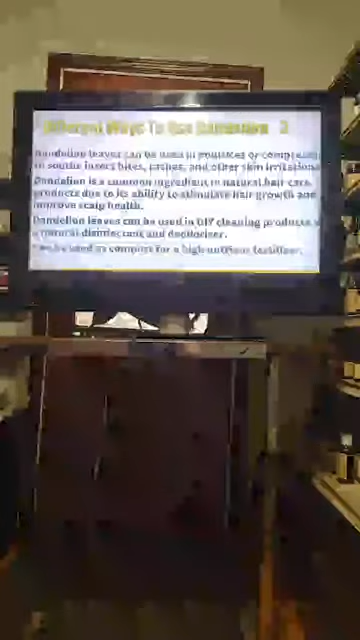 Different Ways To Use Dandelion 2
Dandelion leaves can be used in poultices or compresses
to soothe insect bites, rashes, and other skin irritations
Dandelion is a common ingredient in natural hair care
products due to its ability to stimulate hair growth and
improve scalp health.
Dandelion leaves can be used in DIY cleaning products
a natural disinfectant and deodorizer.
Can be used as compost for a high-nutrient fertilizer.